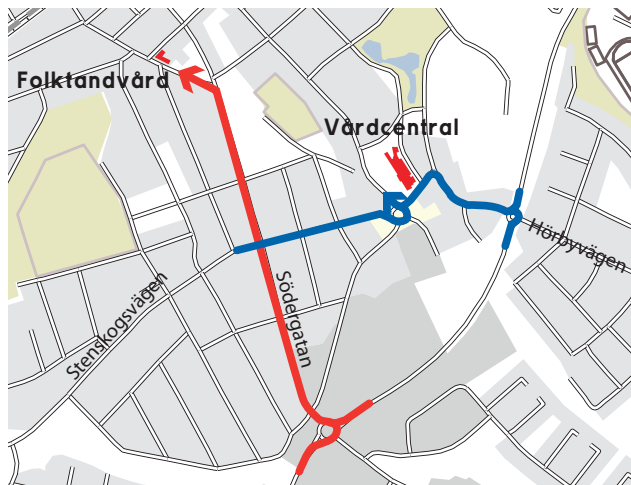 Folktandvård
Vårdcentral
Hörbyvägen
Södergatan
Stenskogsvägen